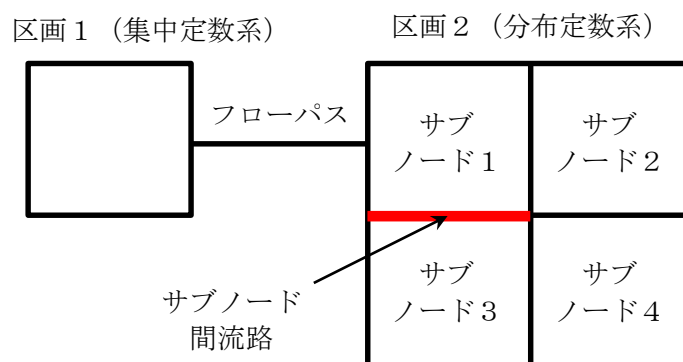 区画１（集中定数系）
区画２（分布定数系）
フローパス
サブ
ノード１
サブ
ノード２
サブ
ノード３
サブ
ノード４
サブノード
間流路